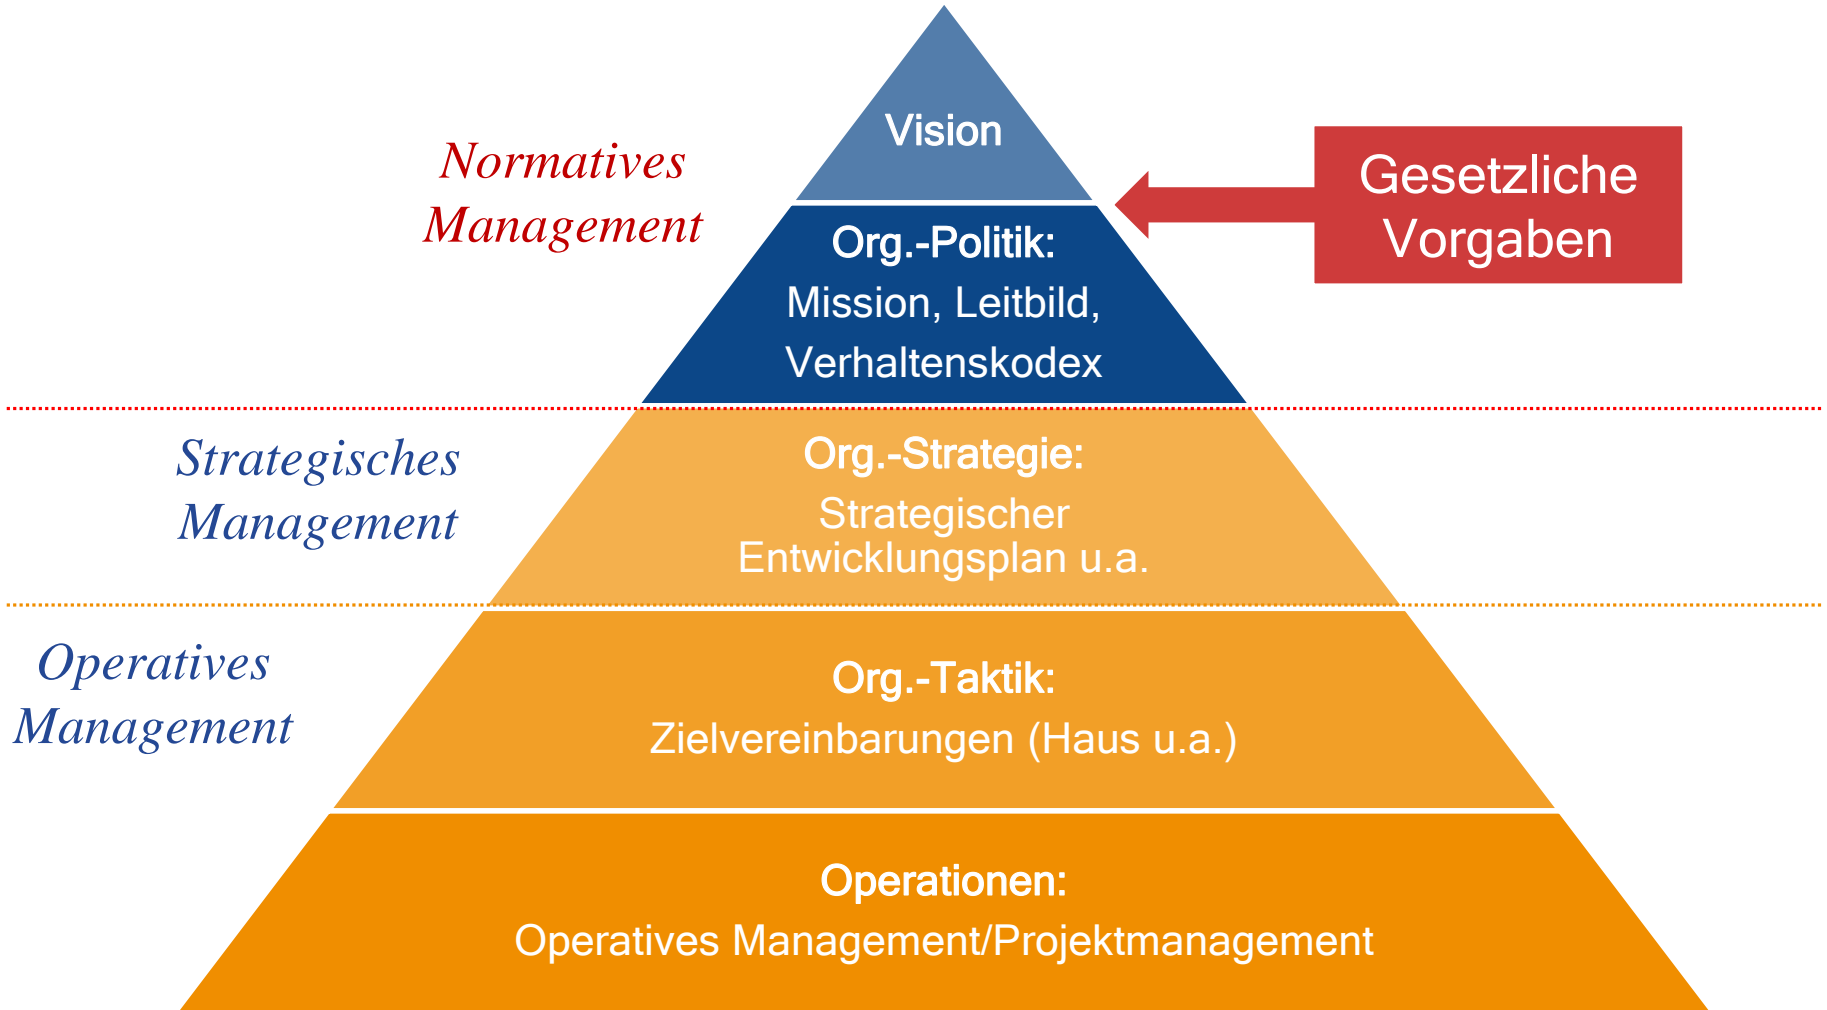 Vision
Normatives
Management
Gesetzliche
Vorgaben
Org.-Politik:
Mission, Leitbild,
Verhaltenskodex
Strategisches
Management
Org.-Strategie:
Strategischer
Entwicklungsplan u.a.
Operatives
Management
Org.-Taktik:
Zielvereinbarungen (Haus u.a.)
Operationen:
Operatives Management/Projektmanagement